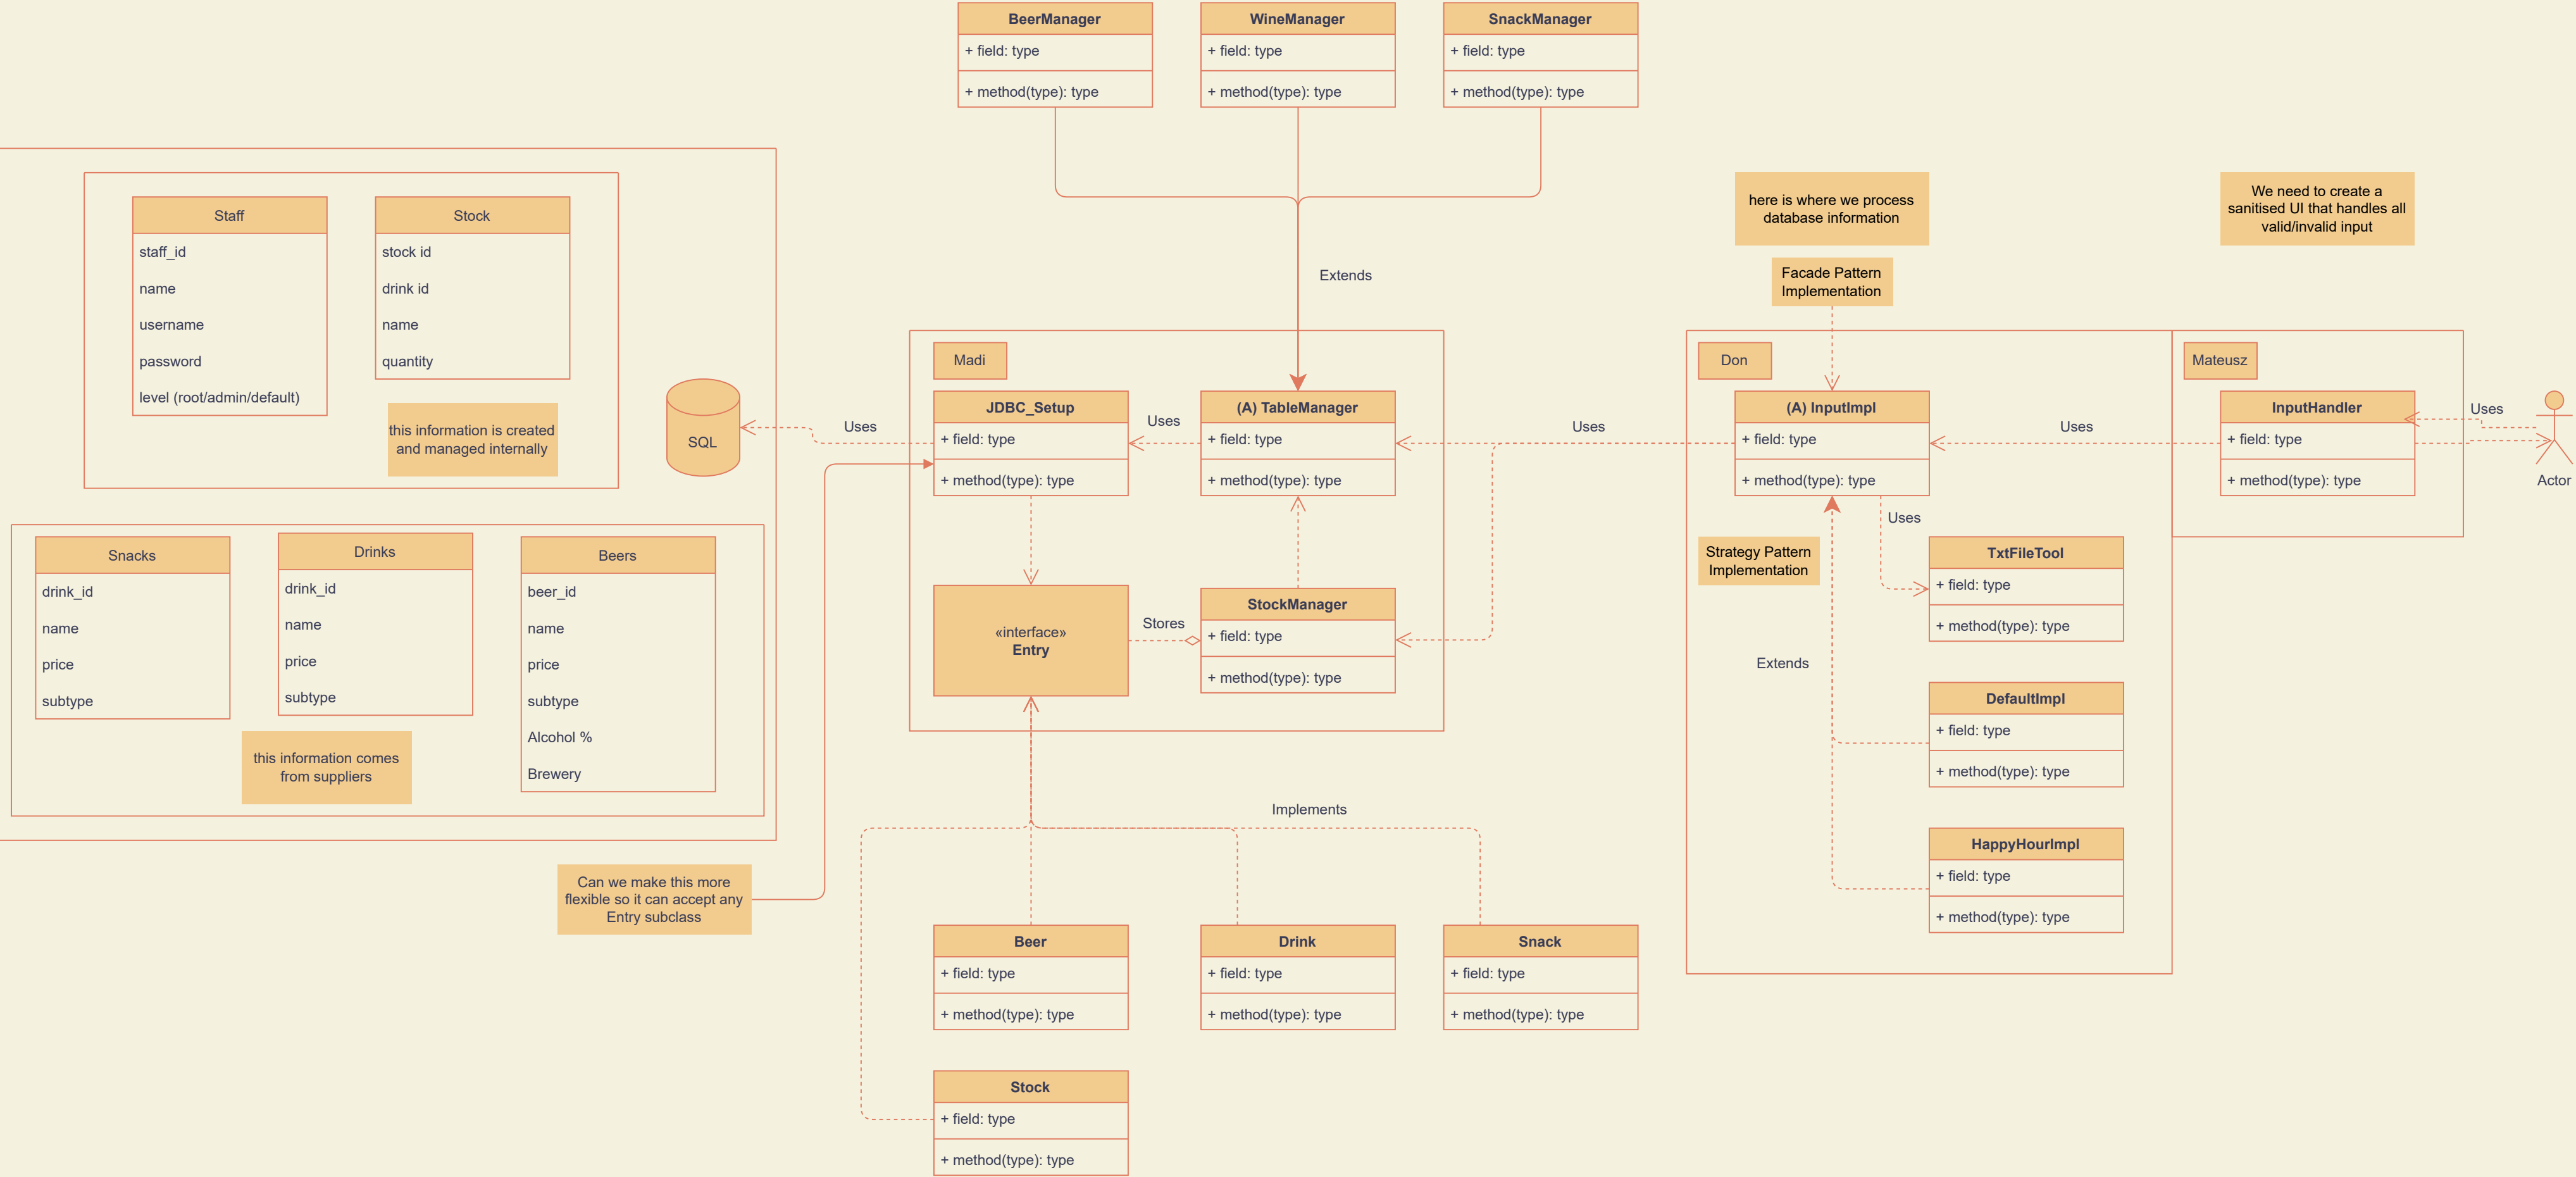 BeerManager
+ field: type
+ method(type): type
WineManager
+ field: type
+ method(type): type
SnackManager
+ field: type
+ method(type): type
Extends
Staff
staff_id
name
username
password
level (root/admin/default)
Stock
stock id
drink id
name
quantity
this information is created
and managed internally
SQL
Snacks
drink_id
name
price
subtype
Drinks
drink_id
name
price
subtype
Beers
beer_id
name
price
subtype
Alcohol %
Brewery
this information comes
from suppliers
Can we make this more
flexible so it can accept any
Entry subclass
Uses
Madi
JDBC_Setup
+ field: type
+ method(type): type
Uses
(A) TableManager
+ field: type
+ method(type): type
«interface»
Entry
Stores
StockManager
+ field: type
+ method(type): type
Implements
Beer
+ field: type
+ method(type): type
Drink
+ field: type
+ method(type): type
Snack
+ field: type
+ method(type): type
Stock
+ field: type
+ method(type): type
Uses
here is where we process
database information
Facade Pattern
Implementation
Don
(A) InputImpl
+ field: type
+ method(type): type
Uses
Strategy Pattern
Implementation
TxtFileTool
+ field: type
+ method(type): type
Extends
DefaultImpl
+ field: type
+ method(type): type
HappyHourImpl
+ field: type
+ method(type): type
Uses
We need to create a
sanitised UI that handles all
valid/invalid input
Mateusz
InputHandler
+ field: type
+ method(type): type
Uses
Actor